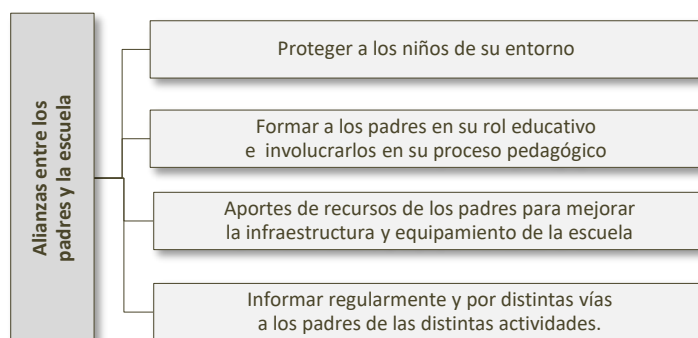 Alianzas entre los
padres y la escuela
Proteger a los niños de su entorno
Formar a los padres en su rol educativo
e involucrarlos en su proceso pedagógico
Aportes de recursos de los padres para mejorar
la infraestructura y equipamiento de la escuela
Informar regularmente y por distintas vías
a los padres de las distintas actividades.